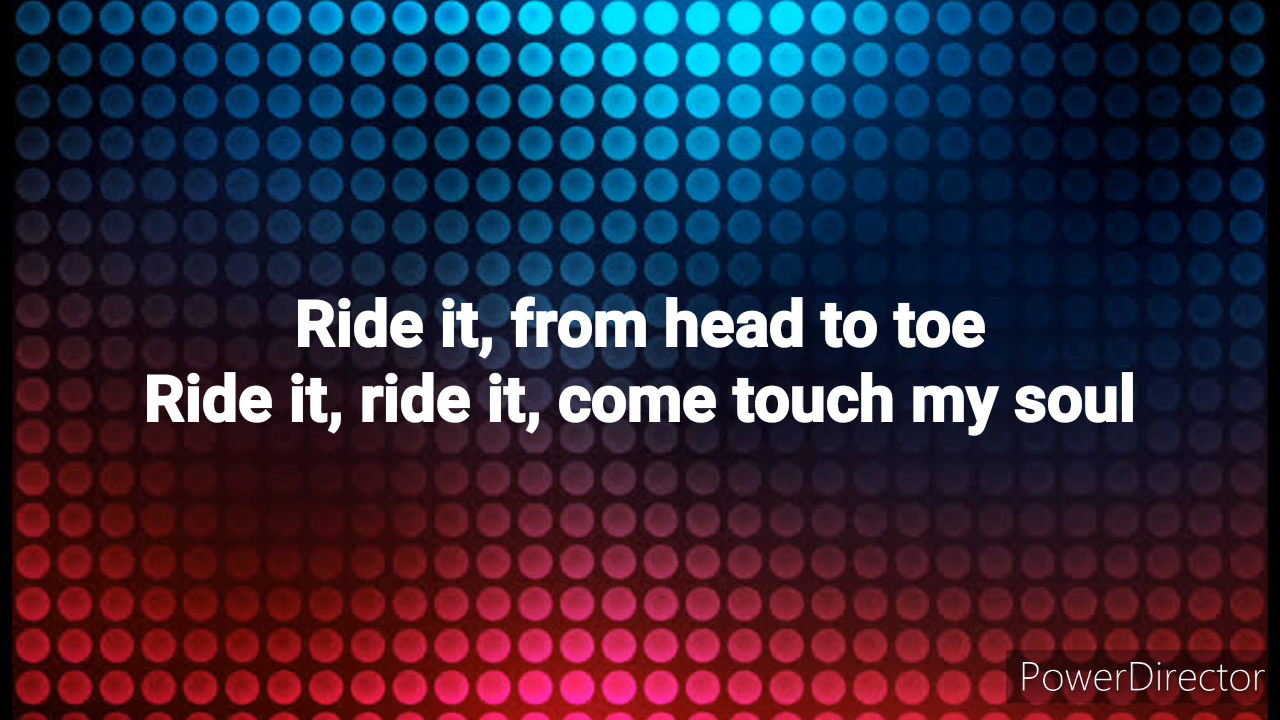 Ride it, from head to toe
Ride it, ride it, come touch my soul
PowerDirector